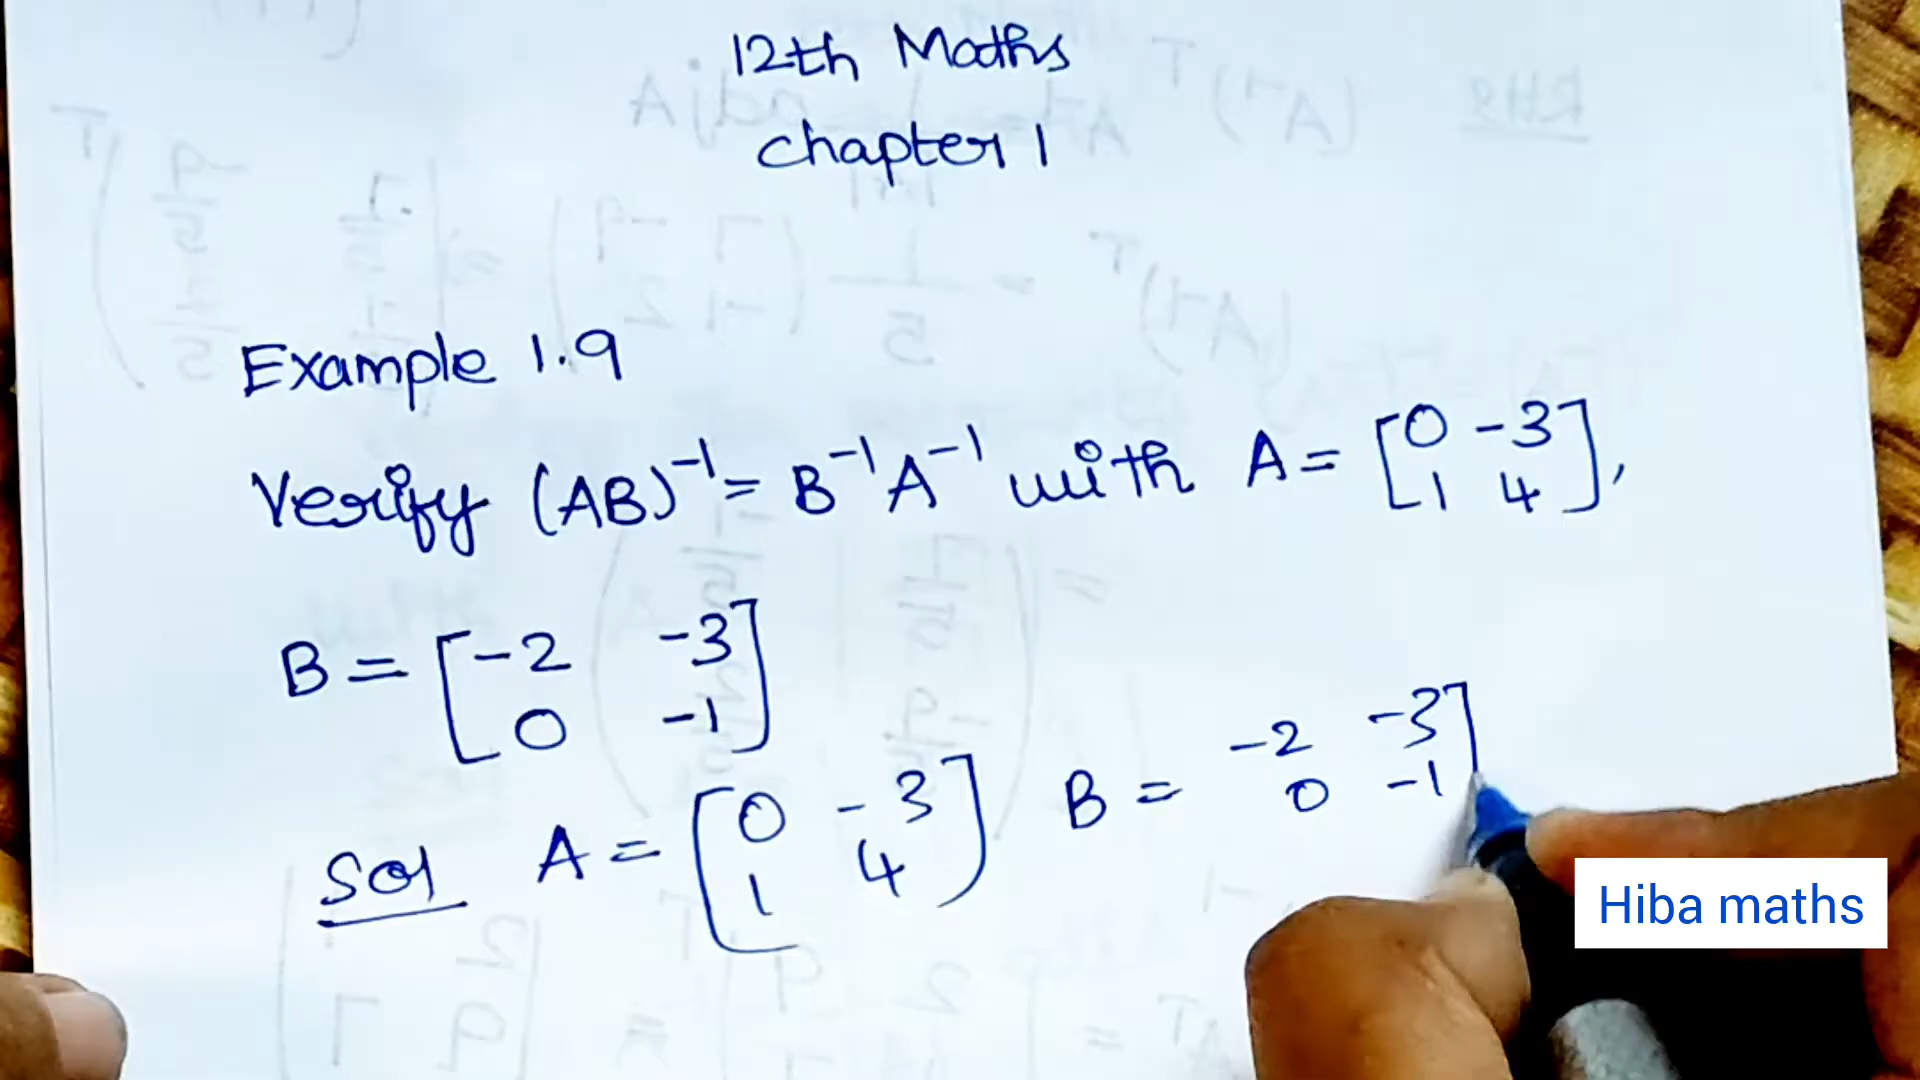 12th Maths
Chapter 1
Example 1.9
Verify (AB)⁻¹ = B⁻¹A⁻¹ with A = [0 -3
1 4],
B = [-2 -3
0 -1]
Sol A = [0 -3
1 4] B = -2 -3]
0 -1
Hiba maths